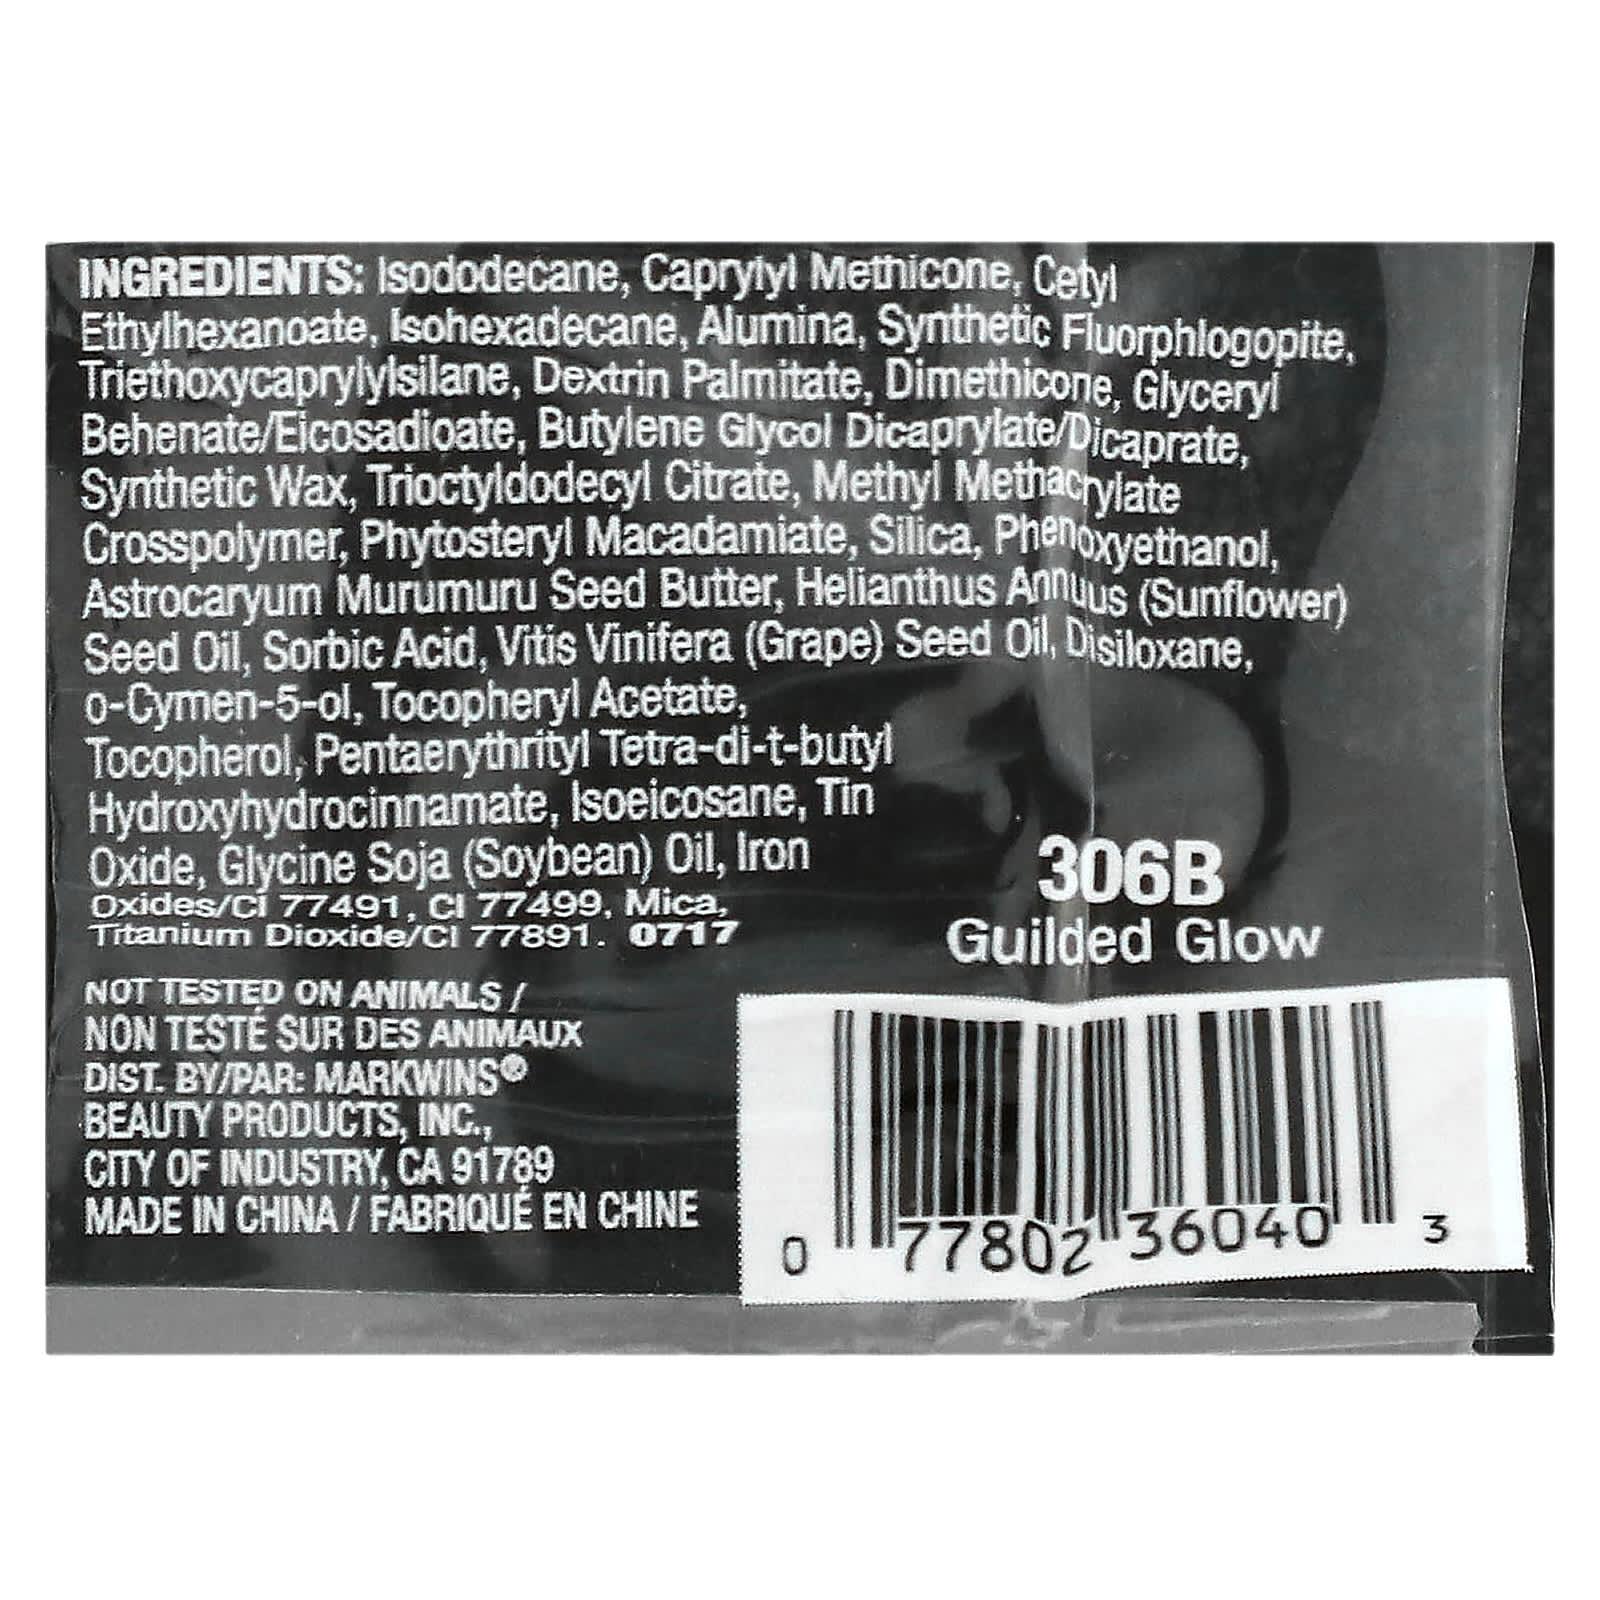 INGREDIENTS: Isododecane, Caprylyl Methicone, Cetyl
Ethylhexanoate, Isohexadecane, Alumina, Synthetic Fluorphlogopite,
Triethoxycaprylylsilane, Dextrin Palmitate, Dimethicone, Glyceryl
Behenate/Eicosadioate, Butylene Glycol Dicaprylate/Dicaprate,
Synthetic Wax, Trioctyldodecyl Citrate, Methyl Methacrylate
Crosspolymer, Phytosteryl Macadamiate, Silica, Phenoxyethanol,
Astrocaryum Murumuru Seed Butter, Helianthus Annuus (Sunflower)
Seed Oil, Sorbic Acid, Vitis Vinifera (Grape) Seed Oil, Disiloxane,
o-Cymen-5-ol, Tocopheryl Acetate,
Tocopherol, Pentaerythrityl Tetra-di-t-butyl
Hydroxyhydrocinnamate, Isoeicosane, Tin
Oxide, Glycine Soja (Soybean) Oil, Iron
Oxides/CI 77491, CI 77499, Mica,
Titanium Dioxide/CI 77891. 0717
306B
Guilded Glow
NOT TESTED ON ANIMALS /
NON TESTÉ SUR DES ANIMAUX
DIST. BY/PAR: MARKWINS®
BEAUTY PRODUCTS, INC.,
CITY OF INDUSTRY, CA 91789
MADE IN CHINA / FABRIQUÉ EN CHINE
0 77802 36040 3